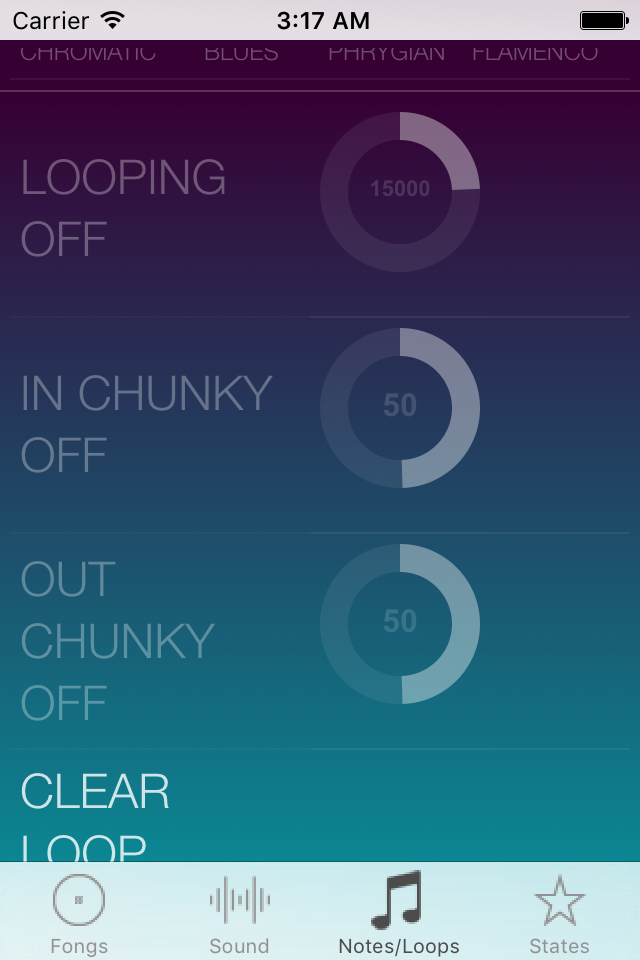 Carrier 3:17 AM
CHROMATIC BLUES PHRYGIAN FLAMENCO
LOOPING
OFF
15000
IN CHUNKY
OFF
50
OUT
CHUNKY
OFF
50
CLEAR
LOOP
Fongs Sound Notes/Loops States